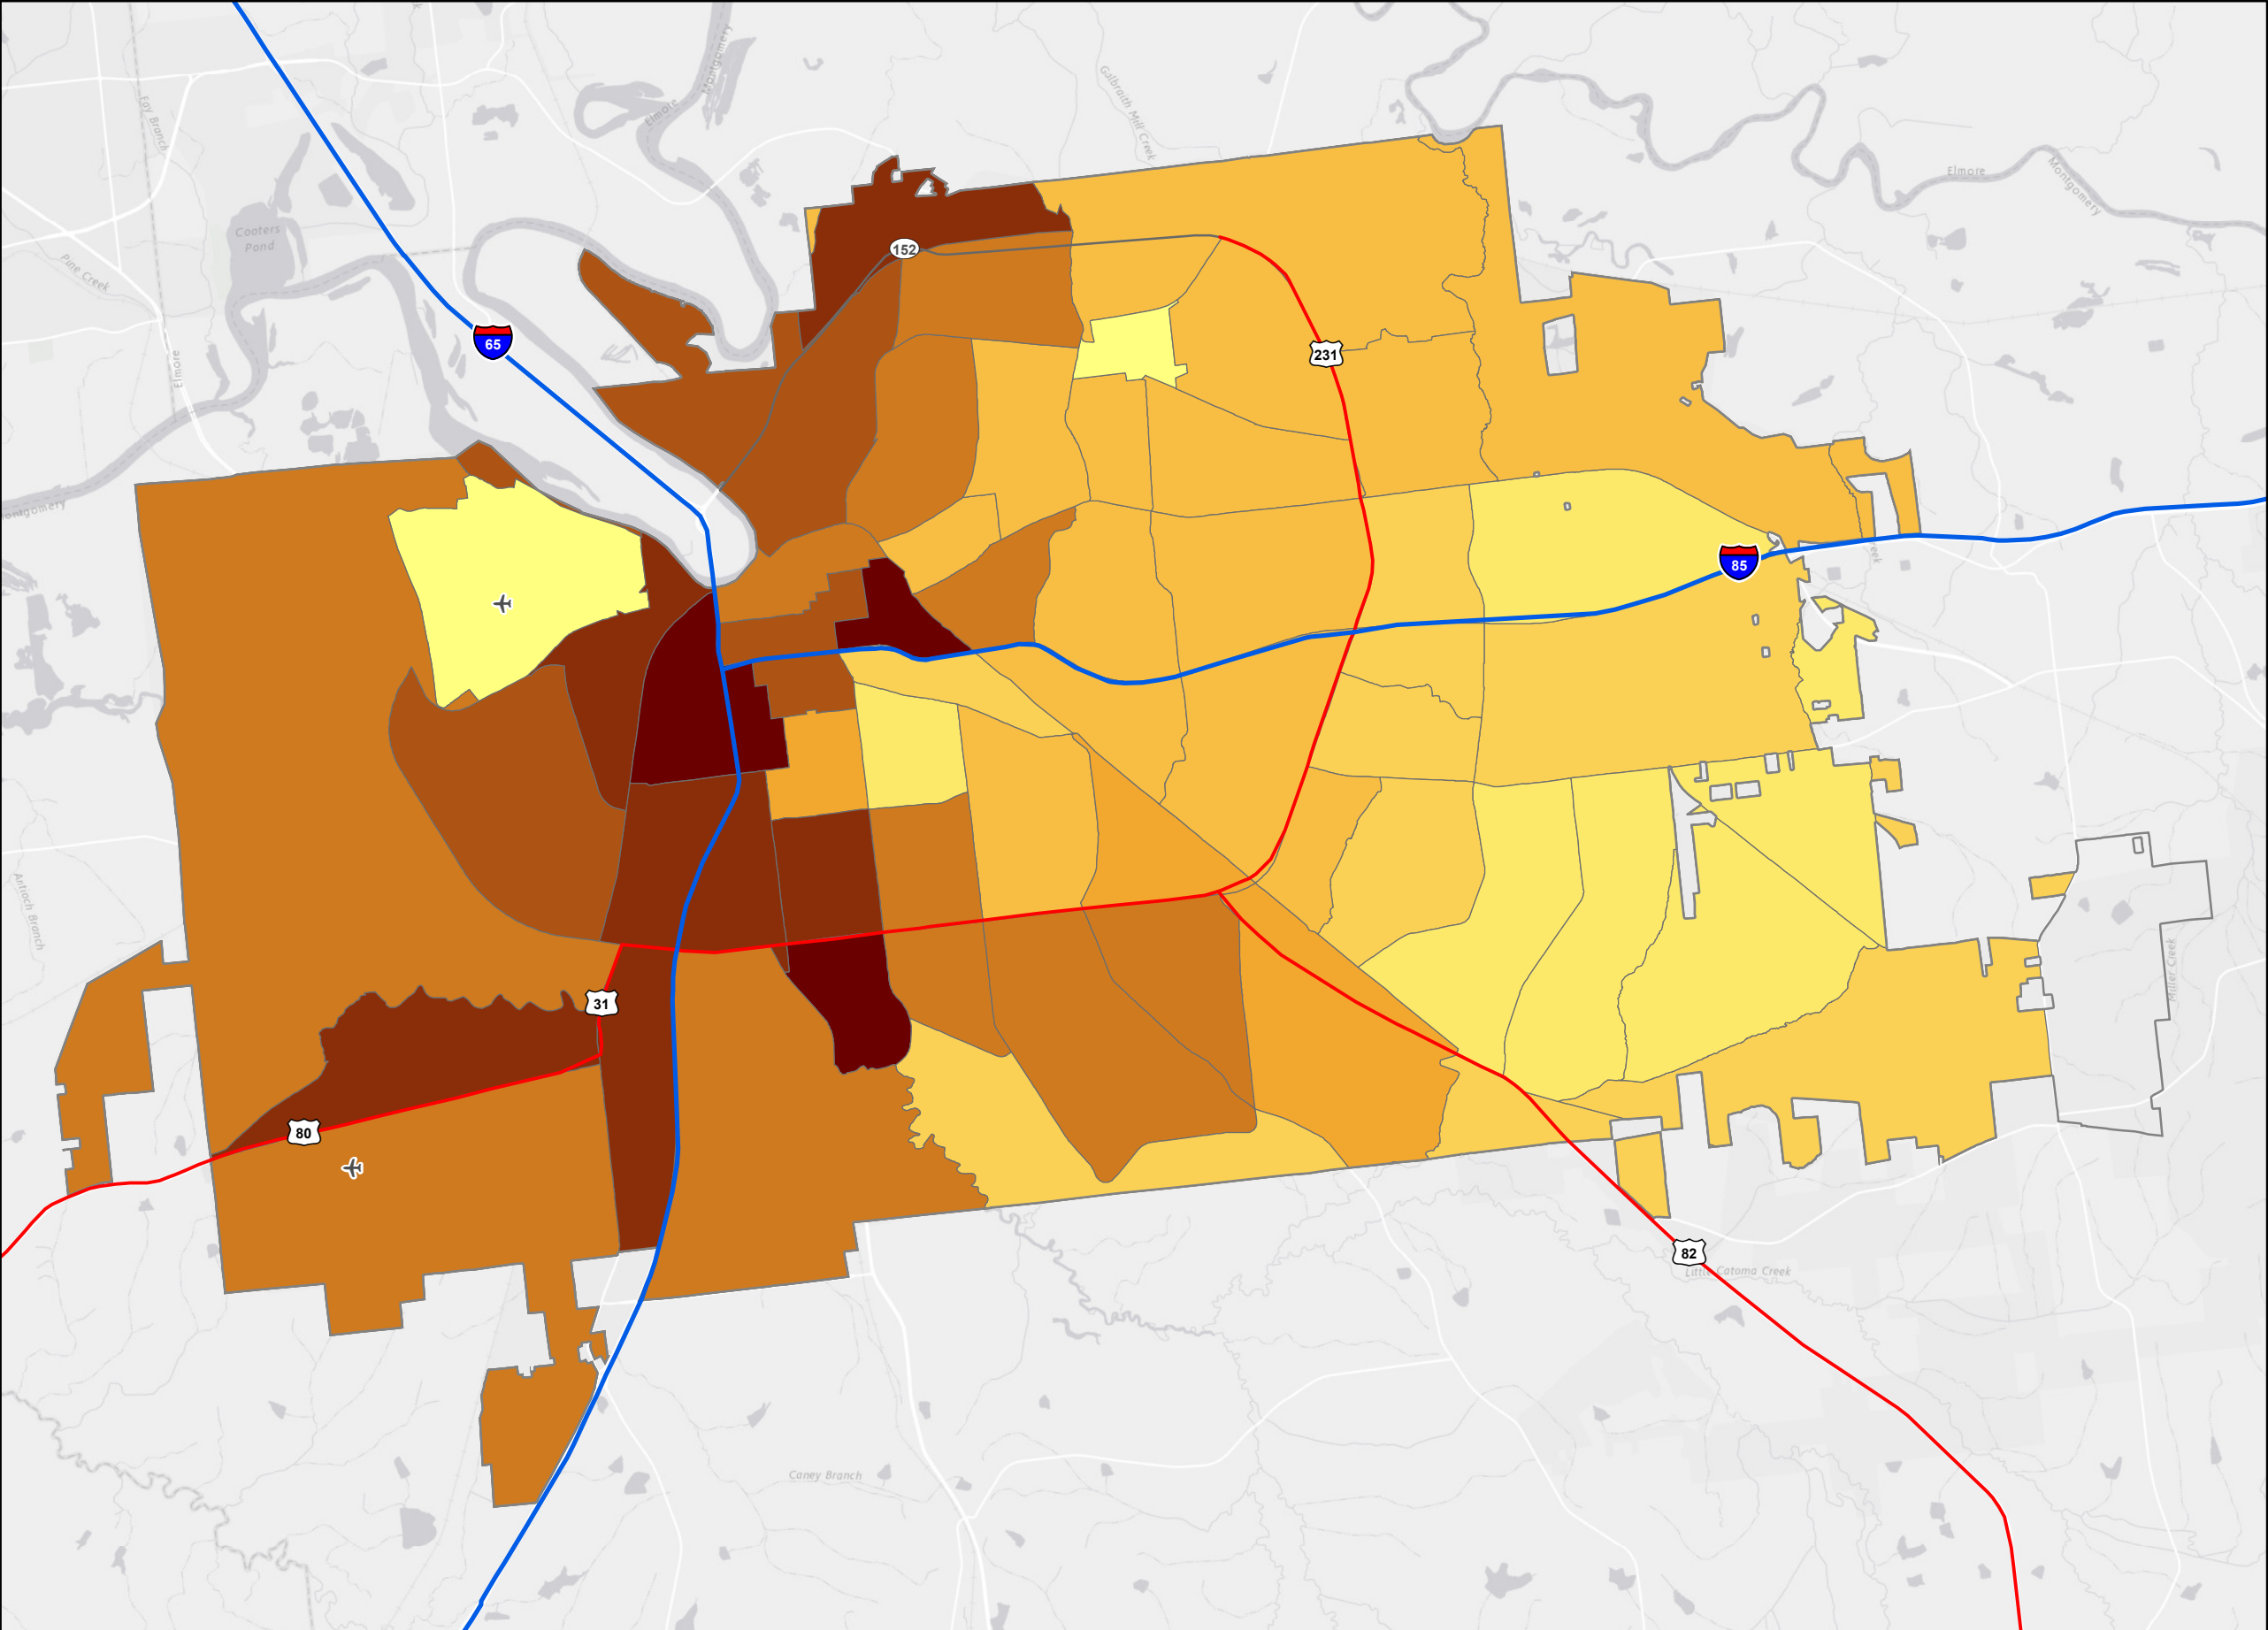 Montgomery
Elmore
Galbraith Mill Creek
Fay Branch
Cooters
Pond
Pine Creek
Elmore
Elmore
Montgomery
152
65
231
85
Antioch Branch
31
80
Miller Creek
82
Little Catoma Creek
Caney Branch